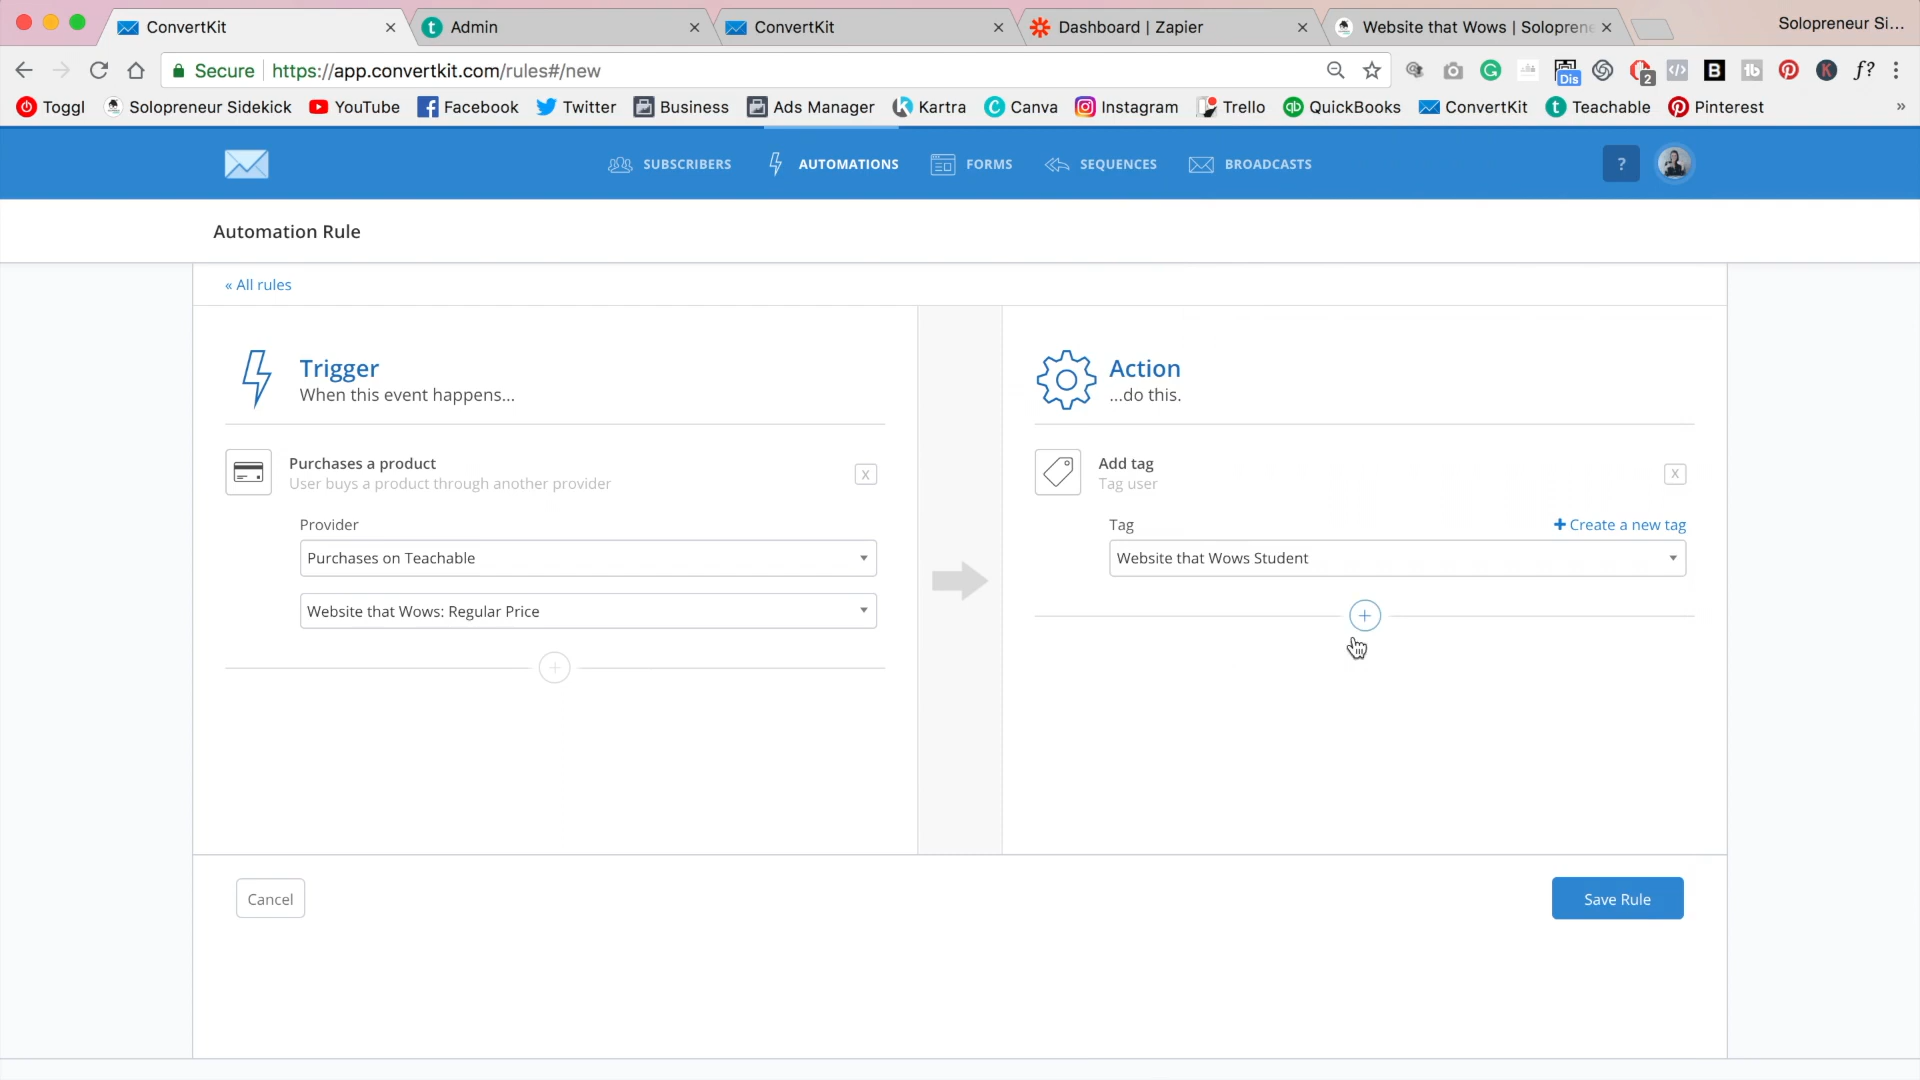 ConvertKit
Admin
ConvertKit
Dashboard | Zapier
Website that Wows | Soloprene
Solopreneur Si...
Secure
https://app.convertkit.com/rules#/new
Dis
2
B
K
f?
Toggl
Solopreneur Sidekick
YouTube
Facebook
Twitter
Business
Ads Manager
Kartra
Canva
Instagram
Trello
QuickBooks
ConvertKit
Teachable
Pinterest
»
SUBSCRIBERS
AUTOMATIONS
FORMS
SEQUENCES
BROADCASTS
?
Automation Rule
« All rules
Trigger
When this event happens...
Purchases a product
User buys a product through another provider
X
Provider
Purchases on Teachable
Website that Wows: Regular Price
Action
...do this.
Add tag
Tag user
X
Tag
+ Create a new tag
Website that Wows Student
Cancel
Save Rule